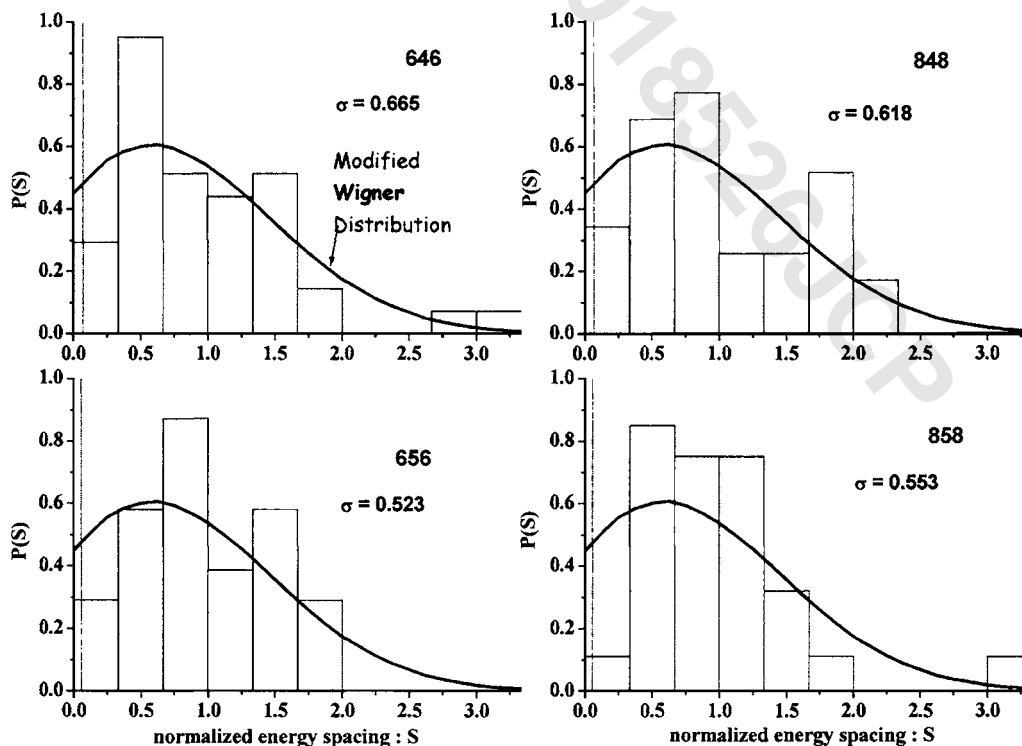 1.0
646
0.8
σ = 0.665
0.6
Modified
Wigner
Distribution
P(S)
0.4
0.2
0.0
0.0 0.5 1.0 1.5 2.0 2.5 3.0
1.0
848
0.8
σ = 0.618
0.6
P(S)
0.4
0.2
0.0
0.0 0.5 1.0 1.5 2.0 2.5 3.0
1.0
0.8
656
0.6
σ = 0.523
P(S)
0.4
0.2
0.0
0.0 0.5 1.0 1.5 2.0 2.5 3.0
normalized energy spacing : S
1.0
858
0.8
σ = 0.553
0.6
P(S)
0.4
0.2
0.0
0.0 0.5 1.0 1.5 2.0 2.5 3.0
normalized energy spacing : S
018526JCP